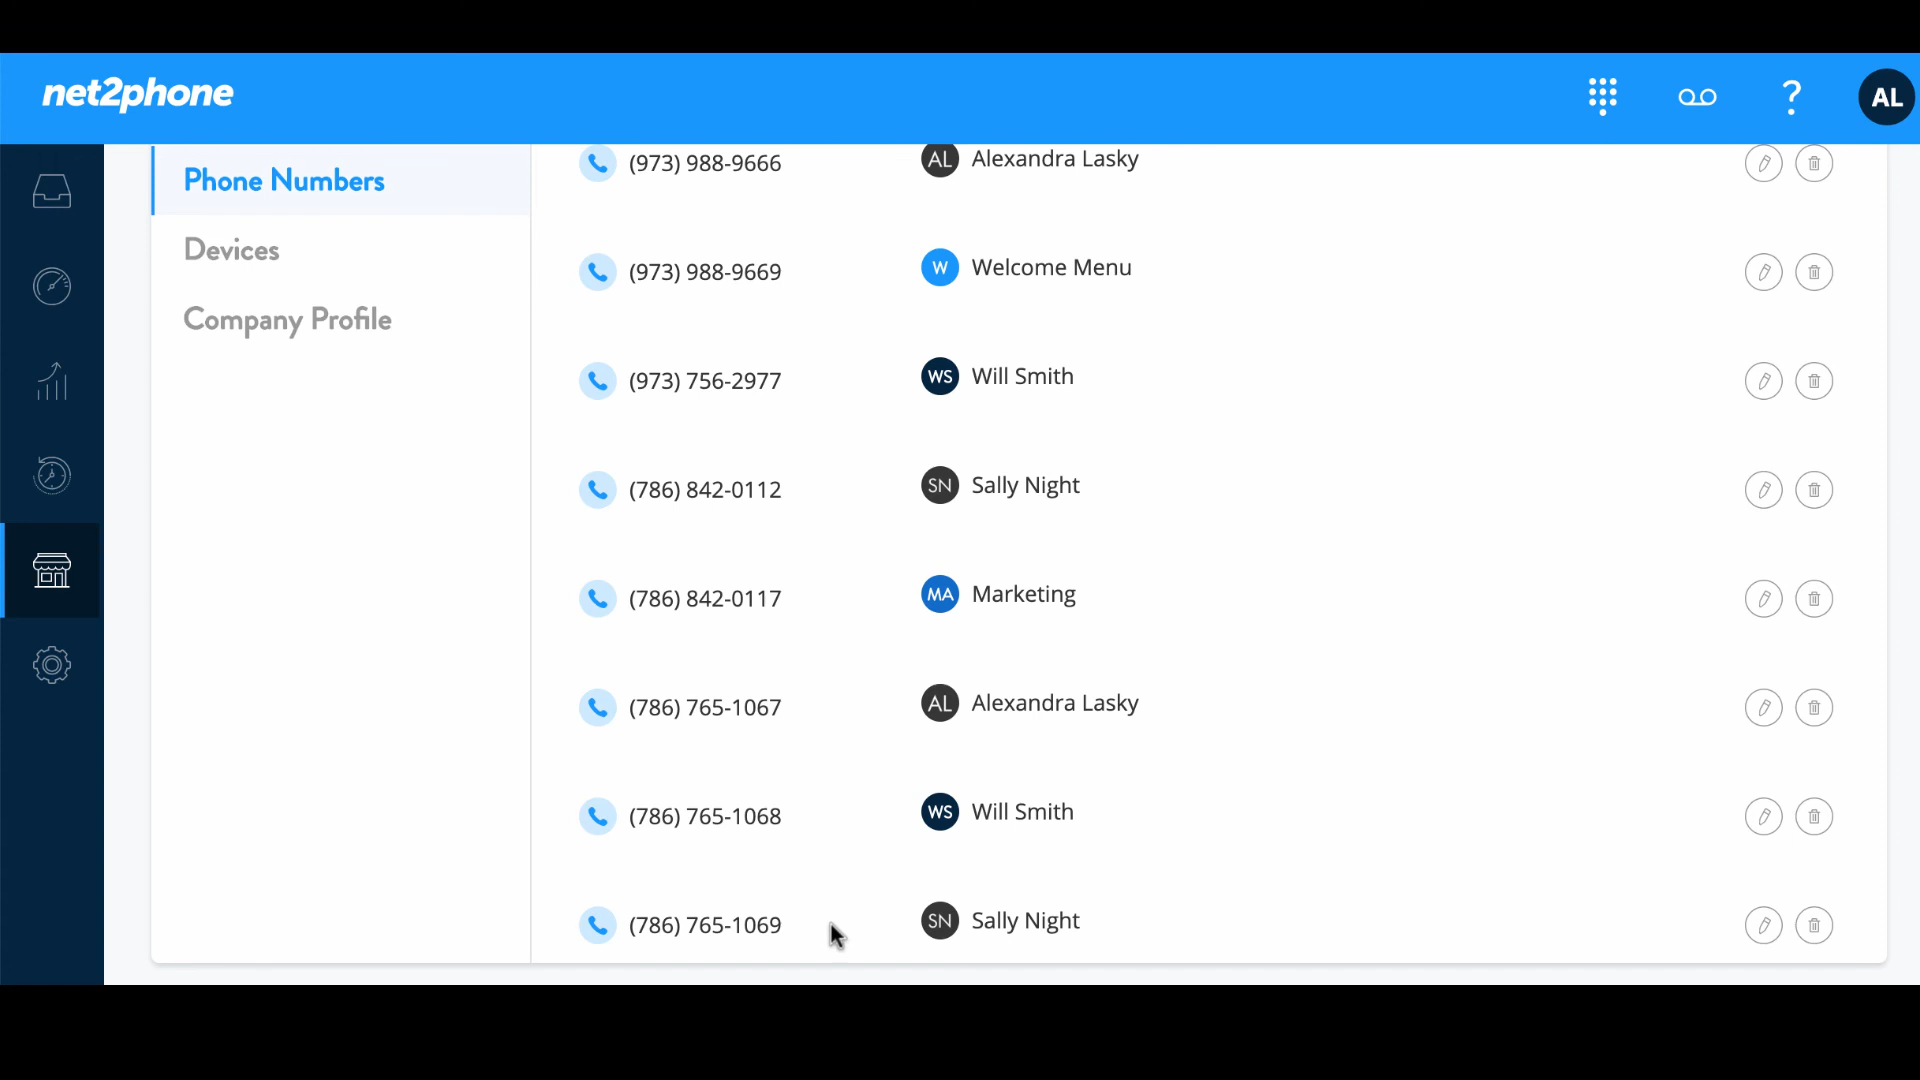 net2phone
?
AL
Phone Numbers
Devices
Company Profile
(973) 988-9666 AL Alexandra Lasky
(973) 988-9669 W Welcome Menu
(973) 756-2977 WS Will Smith
(786) 842-0112 SN Sally Night
(786) 842-0117 MA Marketing
(786) 765-1067 AL Alexandra Lasky
(786) 765-1068 WS Will Smith
(786) 765-1069 SN Sally Night